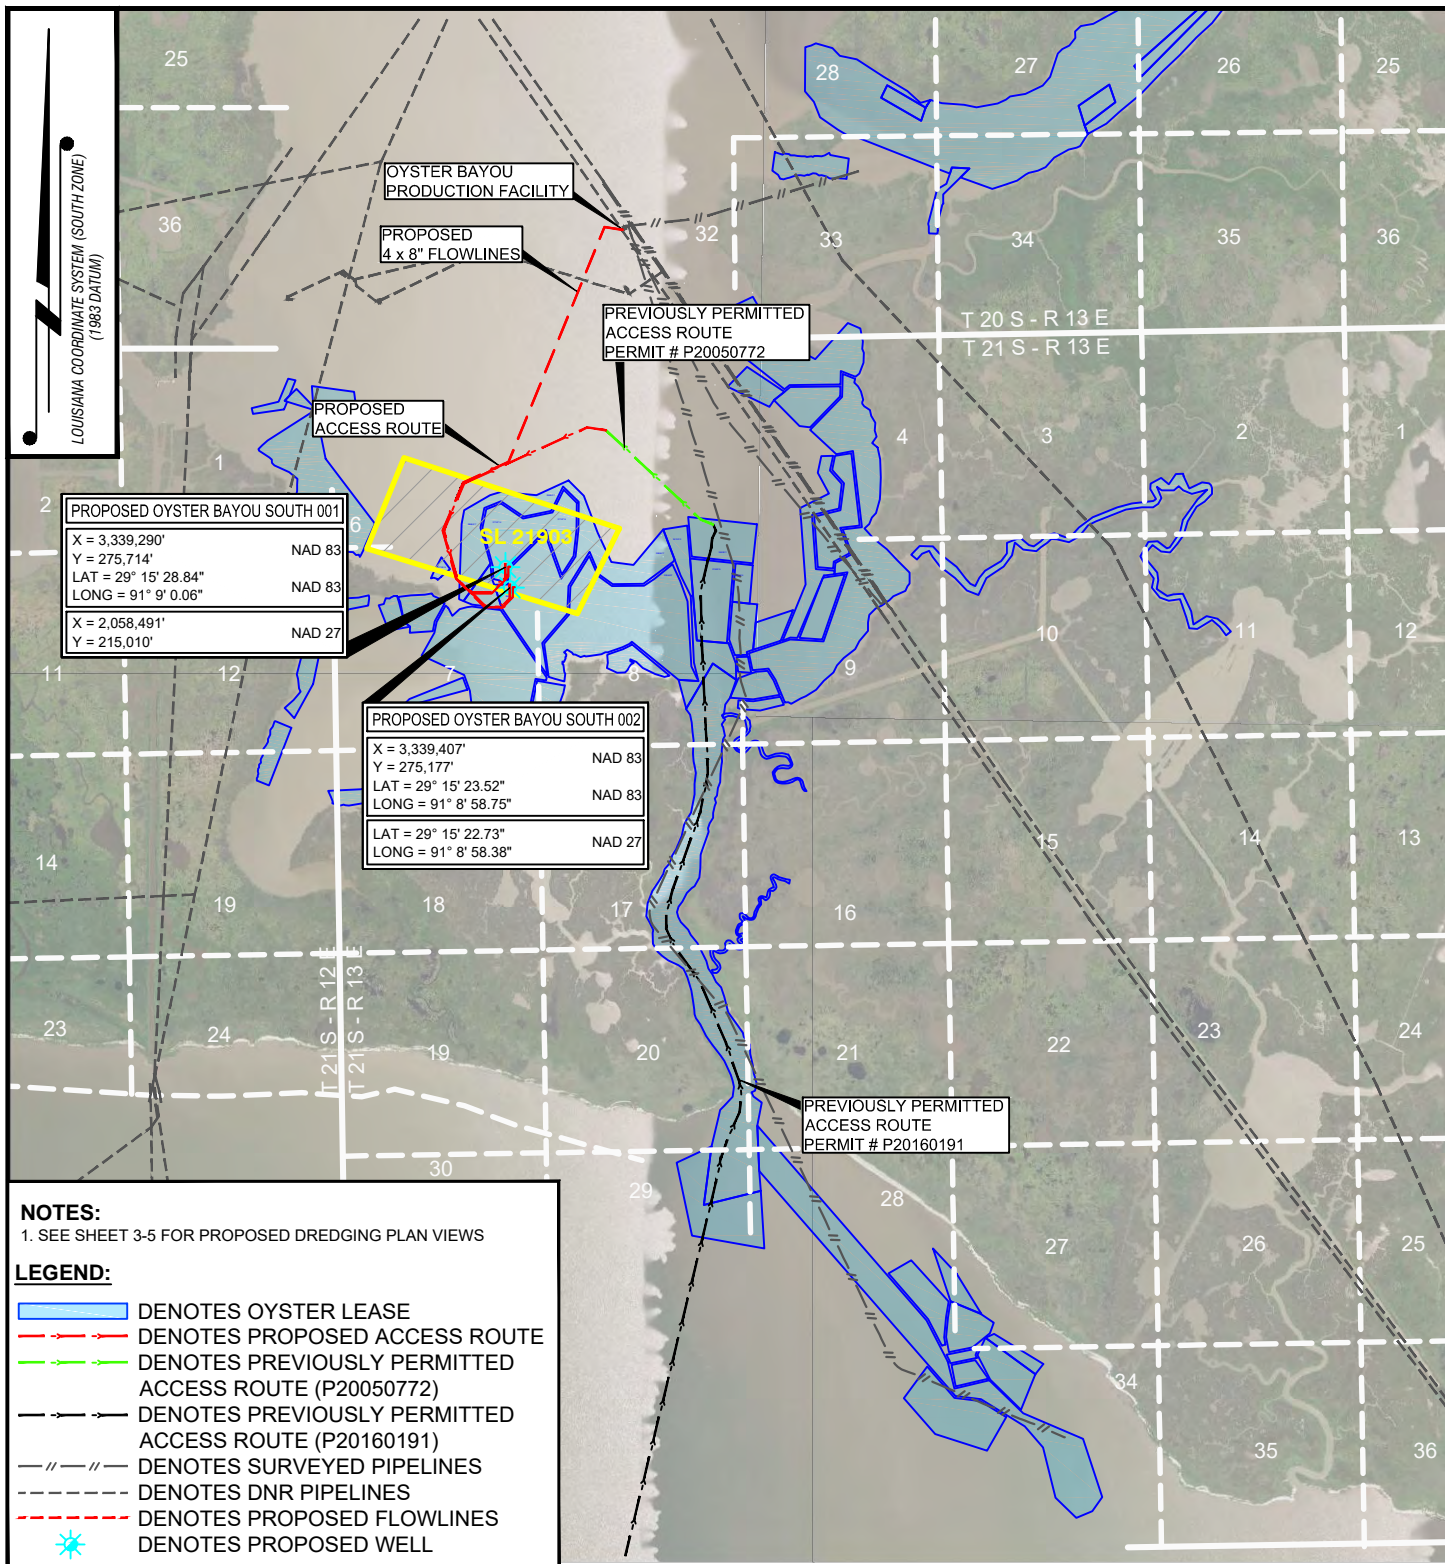 LOUISIANA COORDINATE SYSTEM (SOUTH ZONE)
(1983 DATUM)
25
28
27
26
25
36
OYSTER BAYOU
PRODUCTION FACILITY
PROPOSED
4 x 8" FLOWLINES
32
33
34
35
36
PREVIOUSLY PERMITTED
ACCESS ROUTE
PERMIT # P20050772
T 20 S - R 13 E
T 21 S - R 13 E
PROPOSED
ACCESS ROUTE
1
4
3
2
1
2
6
SL 21903
PROPOSED OYSTER BAYOU SOUTH 001
X = 3,339,290'
Y = 275,714'
NAD 83
LAT = 29° 15' 28.84"
LONG = 91° 9' 0.06"
NAD 83
X = 2,058,491'
Y = 215,010'
NAD 27
11
12
7
8
9
10
11
12
PROPOSED OYSTER BAYOU SOUTH 002
X = 3,339,407'
Y = 275,177'
NAD 83
LAT = 29° 15' 23.52"
LONG = 91° 8' 58.75"
NAD 83
LAT = 29° 15' 22.73"
LONG = 91° 8' 58.38"
NAD 27
14
19
18
17
16
15
14
13
T 21 S - R 12 E
T 21 S - R 13 E
23
24
19
20
21
22
23
24
PREVIOUSLY PERMITTED
ACCESS ROUTE
PERMIT # P20160191
30
29
28
27
26
25
34
35
36
NOTES:
1. SEE SHEET 3-5 FOR PROPOSED DREDGING PLAN VIEWS
LEGEND:
DENOTES OYSTER LEASE
DENOTES PROPOSED ACCESS ROUTE
DENOTES PREVIOUSLY PERMITTED
ACCESS ROUTE (P20050772)
DENOTES PREVIOUSLY PERMITTED
ACCESS ROUTE (P20160191)
DENOTES SURVEYED PIPELINES
DENOTES DNR PIPELINES
DENOTES PROPOSED FLOWLINES
DENOTES PROPOSED WELL